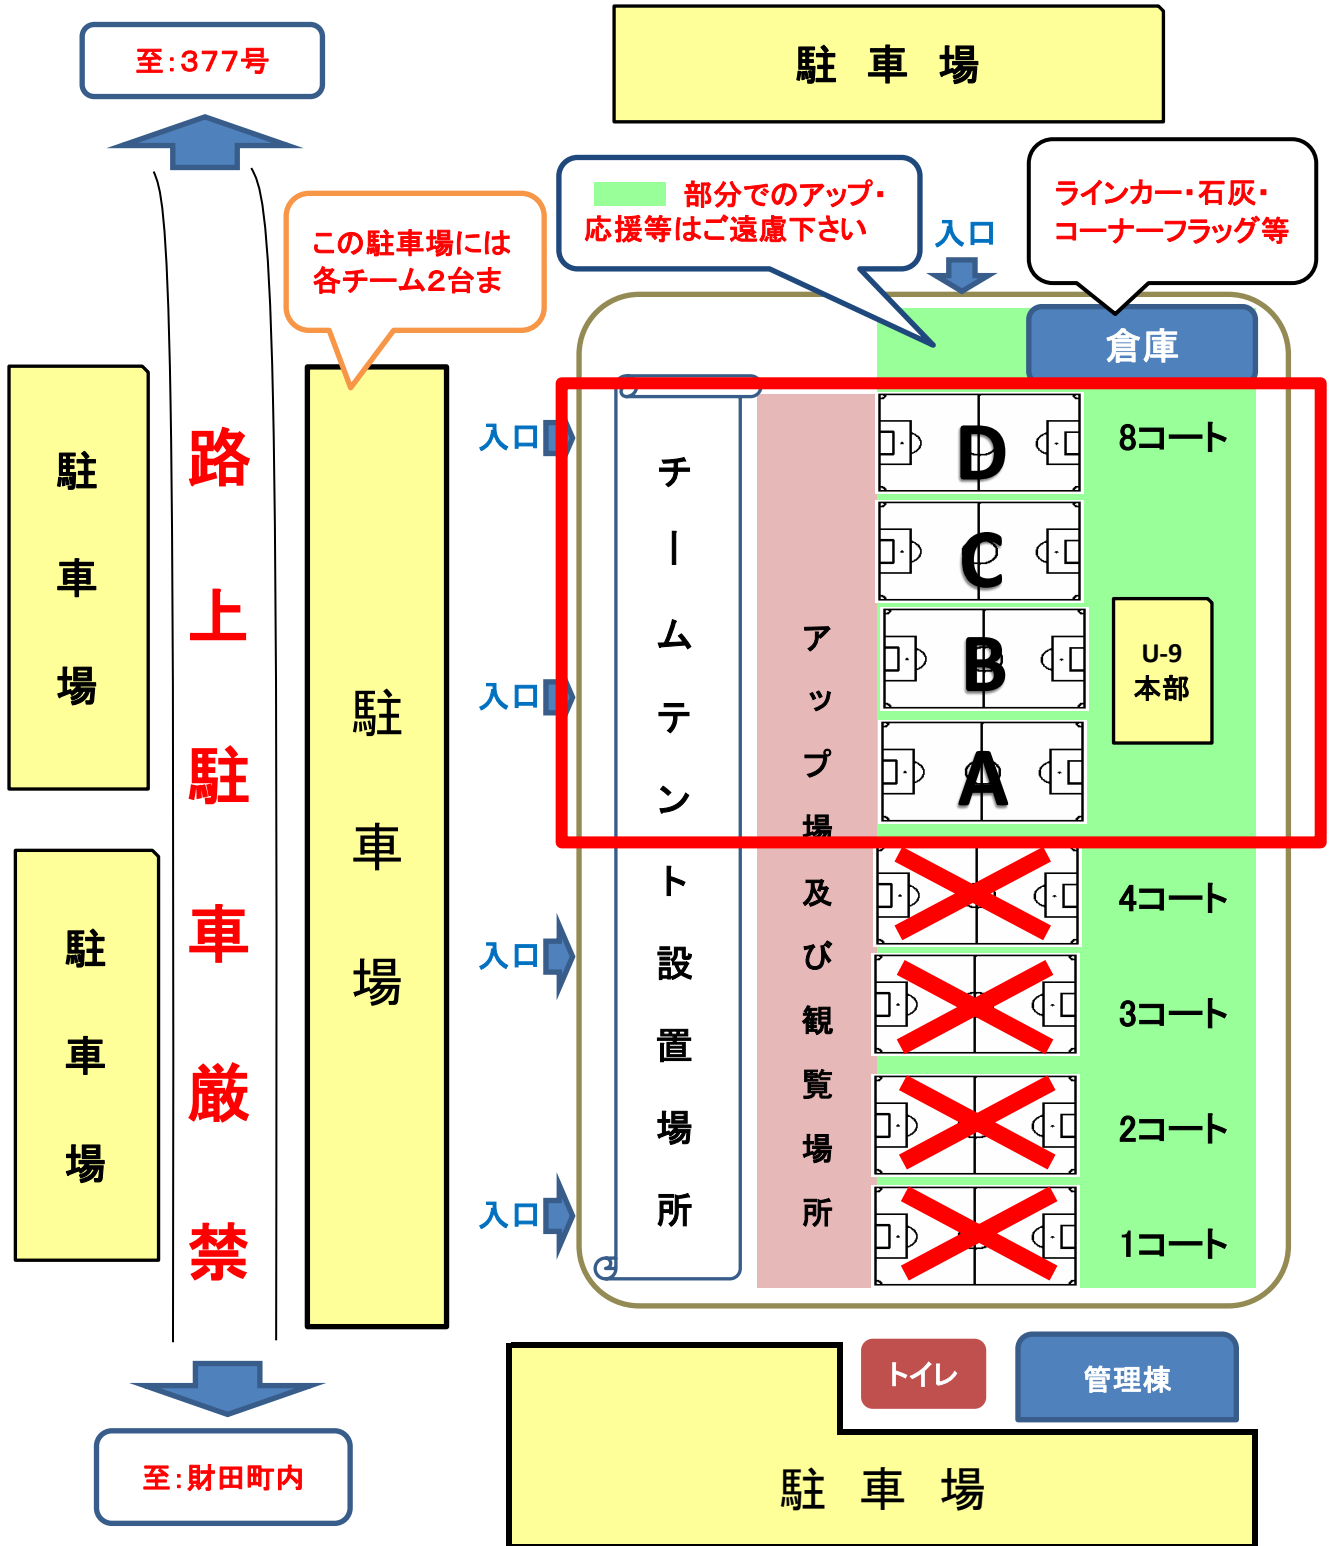 至：３７７号
駐　車　場
部分でのアップ・
応援等はご遠慮下さい
ラインカー・石灰・
コーナーフラッグ等
入口
この駐車場には
各チーム２台ま
倉庫
駐車場
駐車場
路上駐車厳禁
駐車場
入口
入口
入口
入口
チームテント設置場所
アップ場及び観覧場所
D
C
B
A
8コート
U-9
本部
4コート
3コート
2コート
1コート
トイレ
管理棟
至：財田町内
駐　車　場